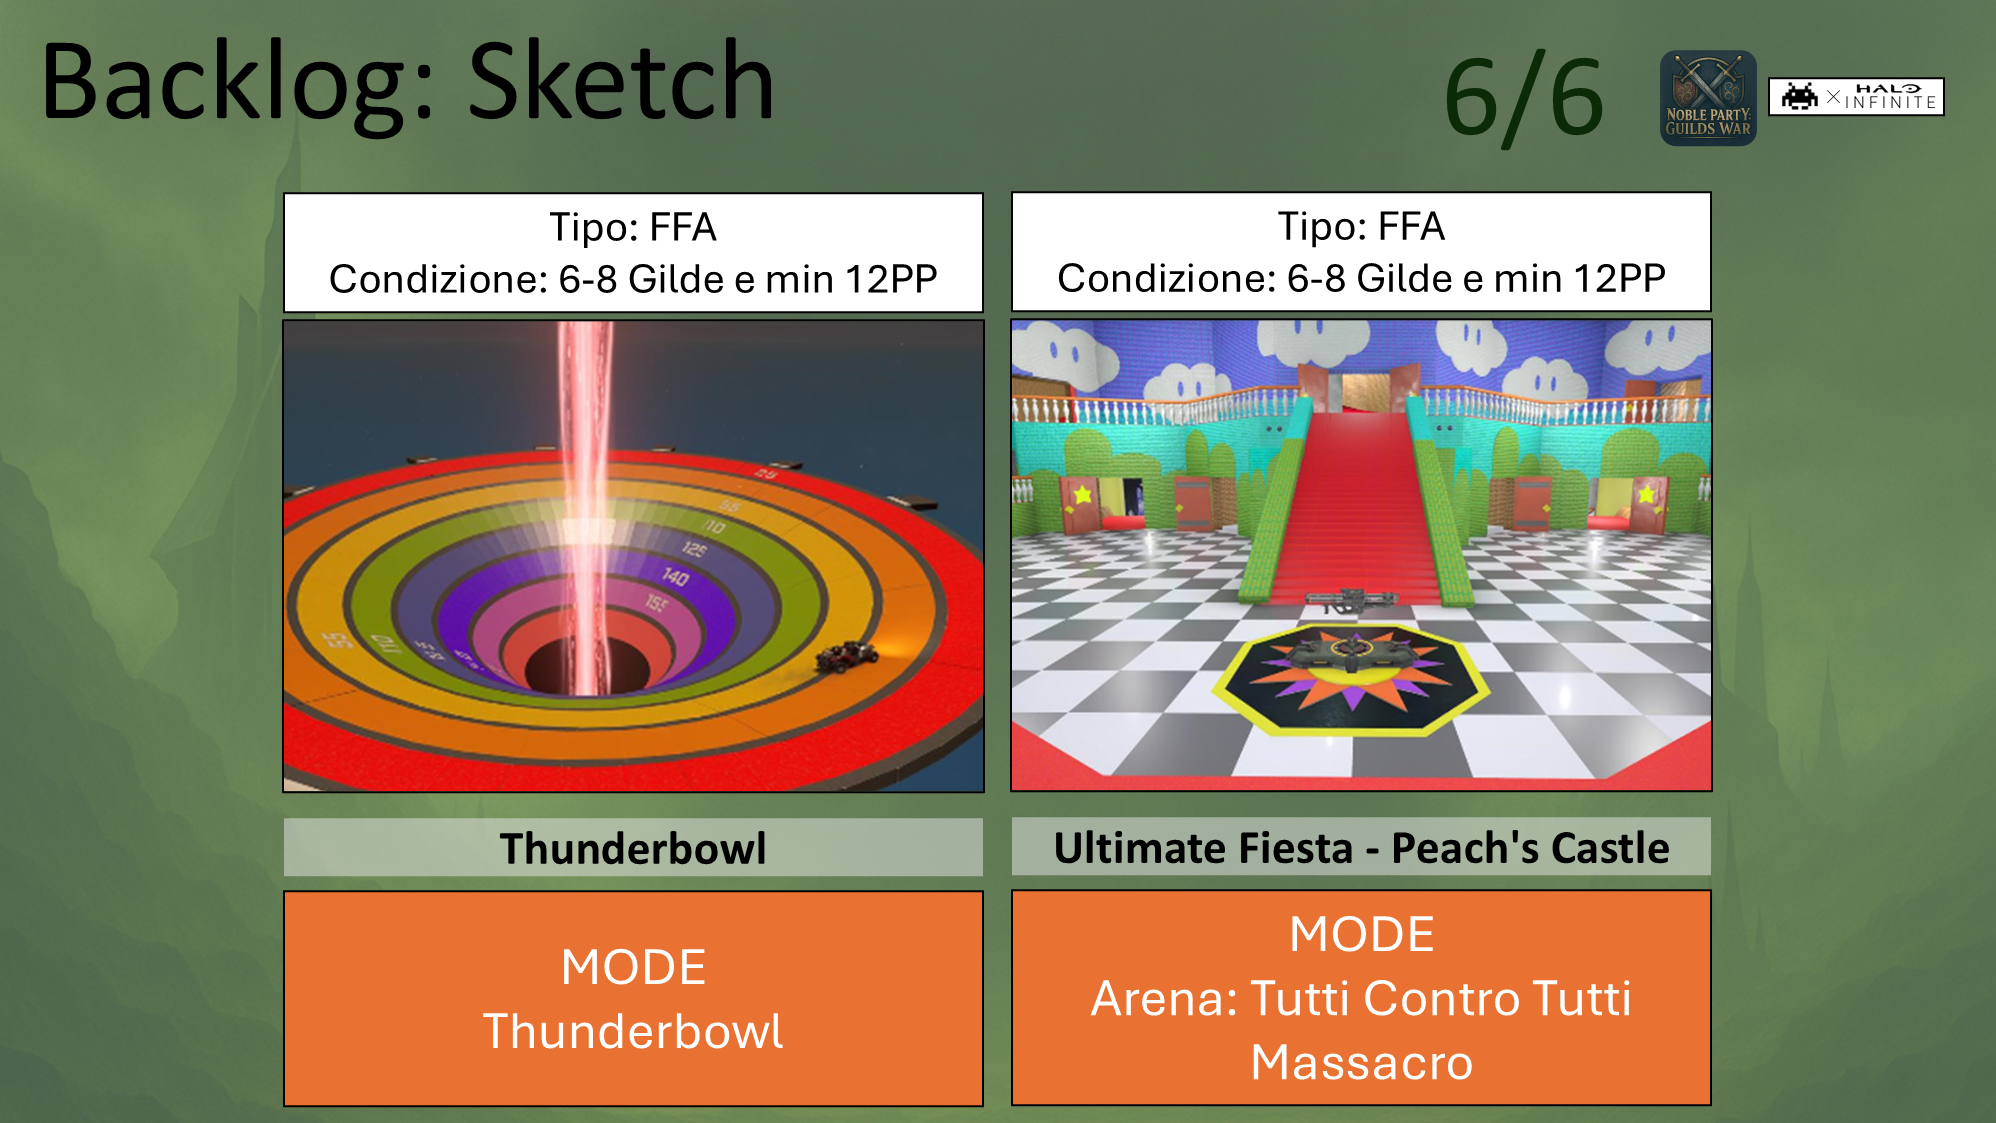 Backlog: Sketch
6/6
NOBLE PARTY:
GUILDS WAR
HALO
INFINITE
Tipo: FFA
Condizione: 6-8 Gilde e min 12PP
Tipo: FFA
Condizione: 6-8 Gilde e min 12PP
125
140
Thunderbowl
Ultimate Fiesta - Peach's Castle
MODE
Thunderbowl
MODE
Arena: Tutti Contro Tutti
Massacro